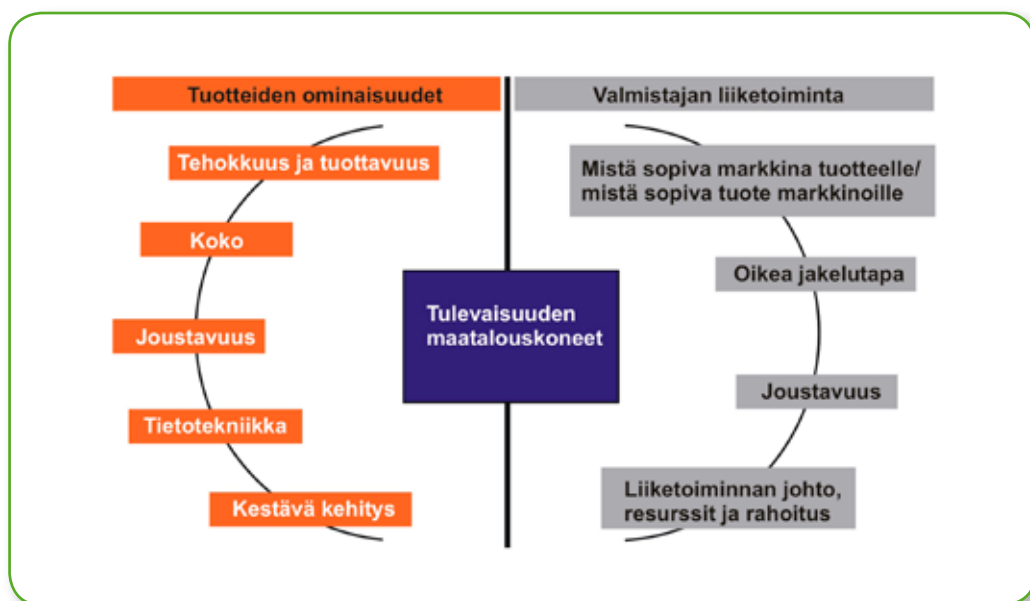 Tuotteiden ominaisuudet
Tehokkuus ja tuottavuus
Koko
Joustavuus
Tietotekniikka
Kestävä kehitys
Tulevaisuuden
maatalouskoneet
Valmistajan liiketoiminta
Mistä sopiva markkina tuotteelle/
mistä sopiva tuote markkinoille
Oikea jakelutapa
Joustavuus
Liiketoiminnan johto,
resurssit ja rahoitus